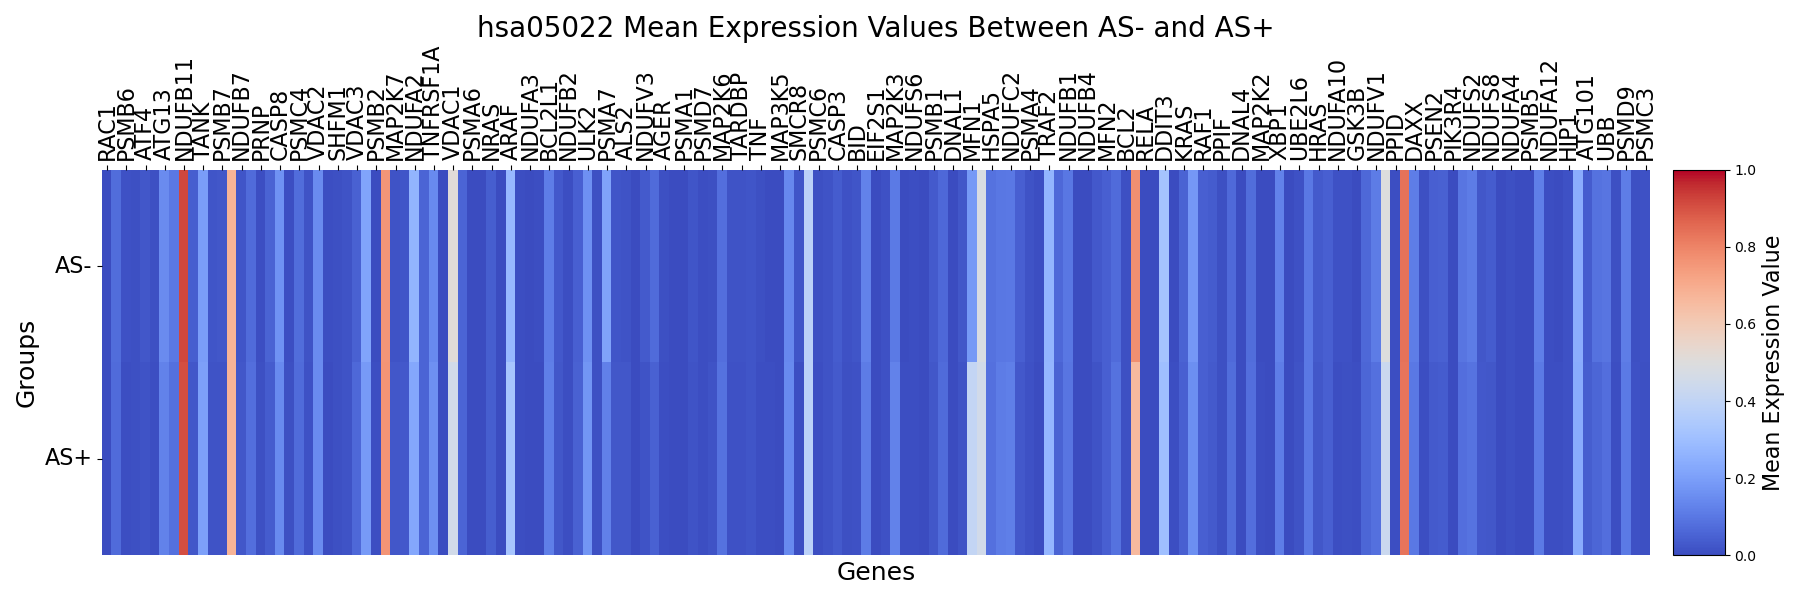 hsa05022 Mean Expression Values Between AS- and AS+
RAC1
PSMB6
ATF4
ATG13
NDUFB11
TANK
PSMB7
NDUFB7
PRNP
CASP8
PSMC4
VDAC2
SHFM1
VDAC3
PSMB2
MAP2K7
NDUFA2
TNFRSF1A
VDAC1
PSMA6
NRAS
ARAF
NDUFA3
BCL2L1
NDUFB2
ULK2
PSMA7
ALS2
NDUFV3
AGER
PSMA1
PSMD7
MAP2K6
TARDBP
TNF
MAP3K5
SMCR8
PSMC6
CASP3
BID
EIF2S1
MAP2K3
NDUFS6
PSMB1
DNAL1
MFN1
HSPA5
NDUFC2
PSMA4
TRAF2
NDUFB1
NDUFB4
MFN2
BCL2
RELA
DDIT3
KRAS
RAF1
PPIF
DNAL4
MAP2K2
XBP1
UBE2L6
HRAS
NDUFA10
GSK3B
NDUFV1
PPID
DAXX
PSEN2
PIK3R4
NDUFS2
NDUFS8
NDUFA4
PSMB5
NDUFA12
HIP1
ATG101
UBB
PSMD9
PSMC3
AS-
AS+
Groups
Genes
1.0
0.8
0.6
0.4
0.2
0.0
Mean Expression Value